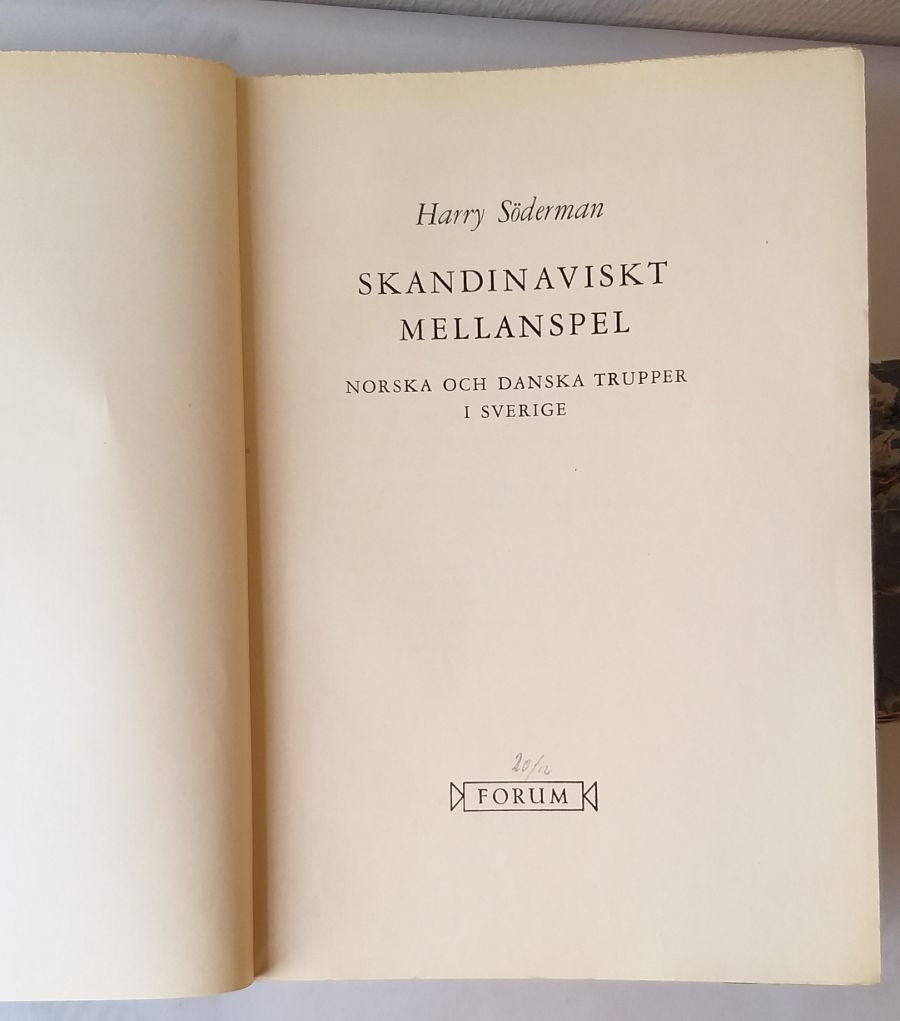 Harry Söderman
SKANDINAVISKT
MELLANSPEL
NORSKA OCH DANSKA TRUPPER
I SVERIGE
20/12
FORUM